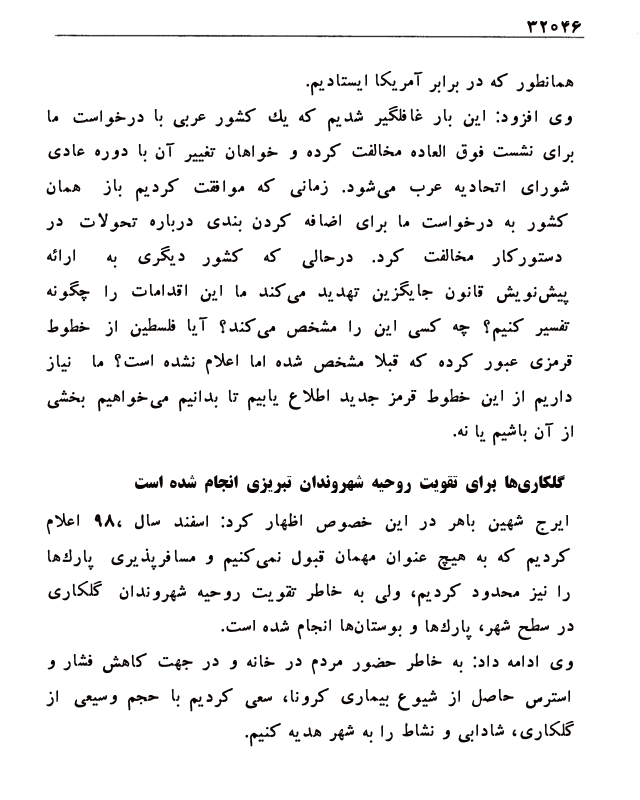 ۳۲۰۴۶
همانطور که در برابر آمریکا ایستادیم.
وی افزود: این بار غافلگیر شدیم که یك کشور عربی با درخواست ما
برای نشست فوق العاده مخالفت کرده و خواهان تغییر آن با دوره عادی
شورای اتحادیه عرب می‌شود. زمانی که موافقت کردیم باز همان
کشور به درخواست ما برای اضافه کردن بندی درباره تحولات در
دستورکار مخالفت کرد. درحالی که کشور دیگری به ارائه
پیش‌نویش قانون جایگزین تهدید می‌کند ما این اقدامات را چگونه
تفسیر کنیم؟ چه کسی این را مشخص می‌کند؟ آیا فلسطین از خطوط
قرمزی عبور کرده که قبلا مشخص شده اما اعلام نشده است؟ ما نیاز
داریم از این خطوط قرمز جدید اطلاع یابیم تا بدانیم می‌خواهیم بخشی
از آن باشیم یا نه.
گلکاری‌ها برای تقویت روحیه شهروندان تبریزی انجام شده است
ایرج شهین باهر در این خصوص اظهار کرد: اسفند سال ۹۸، اعلام
کردیم که به هیچ عنوان مهمان قبول نمی‌کنیم و مسافرپذیری پارك‌ها
را نیز محدود کردیم، ولی به خاطر تقویت روحیه شهروندان گلکاری
در سطح شهر، پارك‌ها و بوستان‌ها انجام شده است.
وی ادامه داد: به خاطر حضور مردم در خانه و در جهت کاهش فشار و
استرس حاصل از شیوع بیماری کرونا، سعی کردیم با حجم وسیعی از
گلکاری، شادابی و نشاط را به شهر هدیه کنیم.